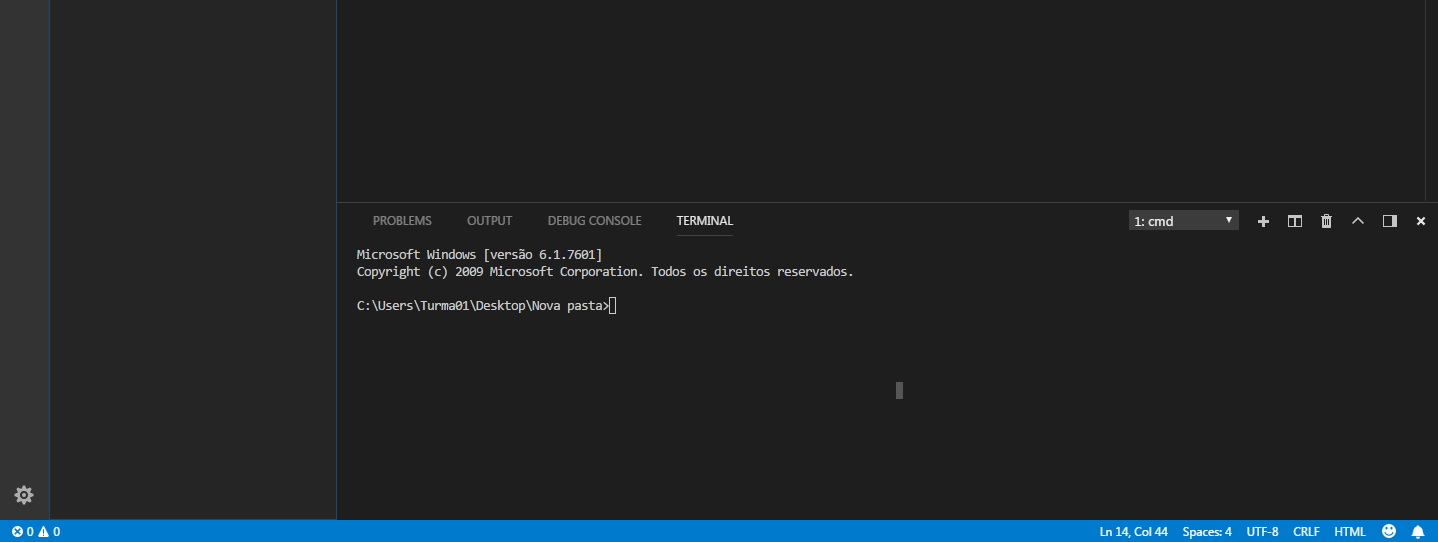 PROBLEMS OUTPUT DEBUG CONSOLE TERMINAL 1: cmd
Microsoft Windows [versão 6.1.7601]
Copyright (c) 2009 Microsoft Corporation. Todos os direitos reservados.
C:\Users\Turma01\Desktop\Nova pasta>
0 0 Ln 14, Col 44 Spaces: 4 UTF-8 CRLF HTML